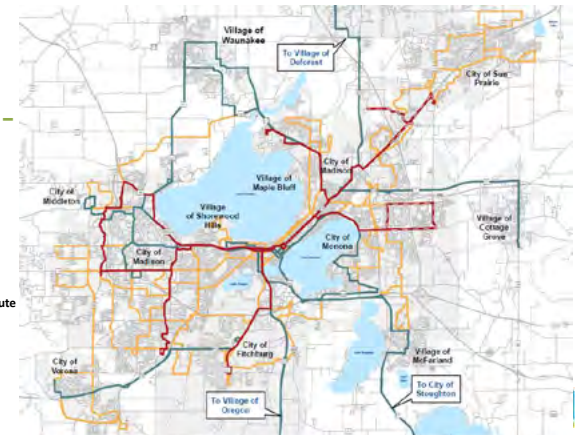 Village of
Waunakee
To Village of
Deforest
City of Sun
Prairie
City of
Madison
Village of
Maple Bluff
City of
Middleton
Village
of Shorewood
Hills
City of
Monona
Village of
Cottage
Grove
City of
Madison
ute
City of
Verona
City of
Fitchburg
Village of
McFarland
To Village of
Oregon
To City of
Stoughton